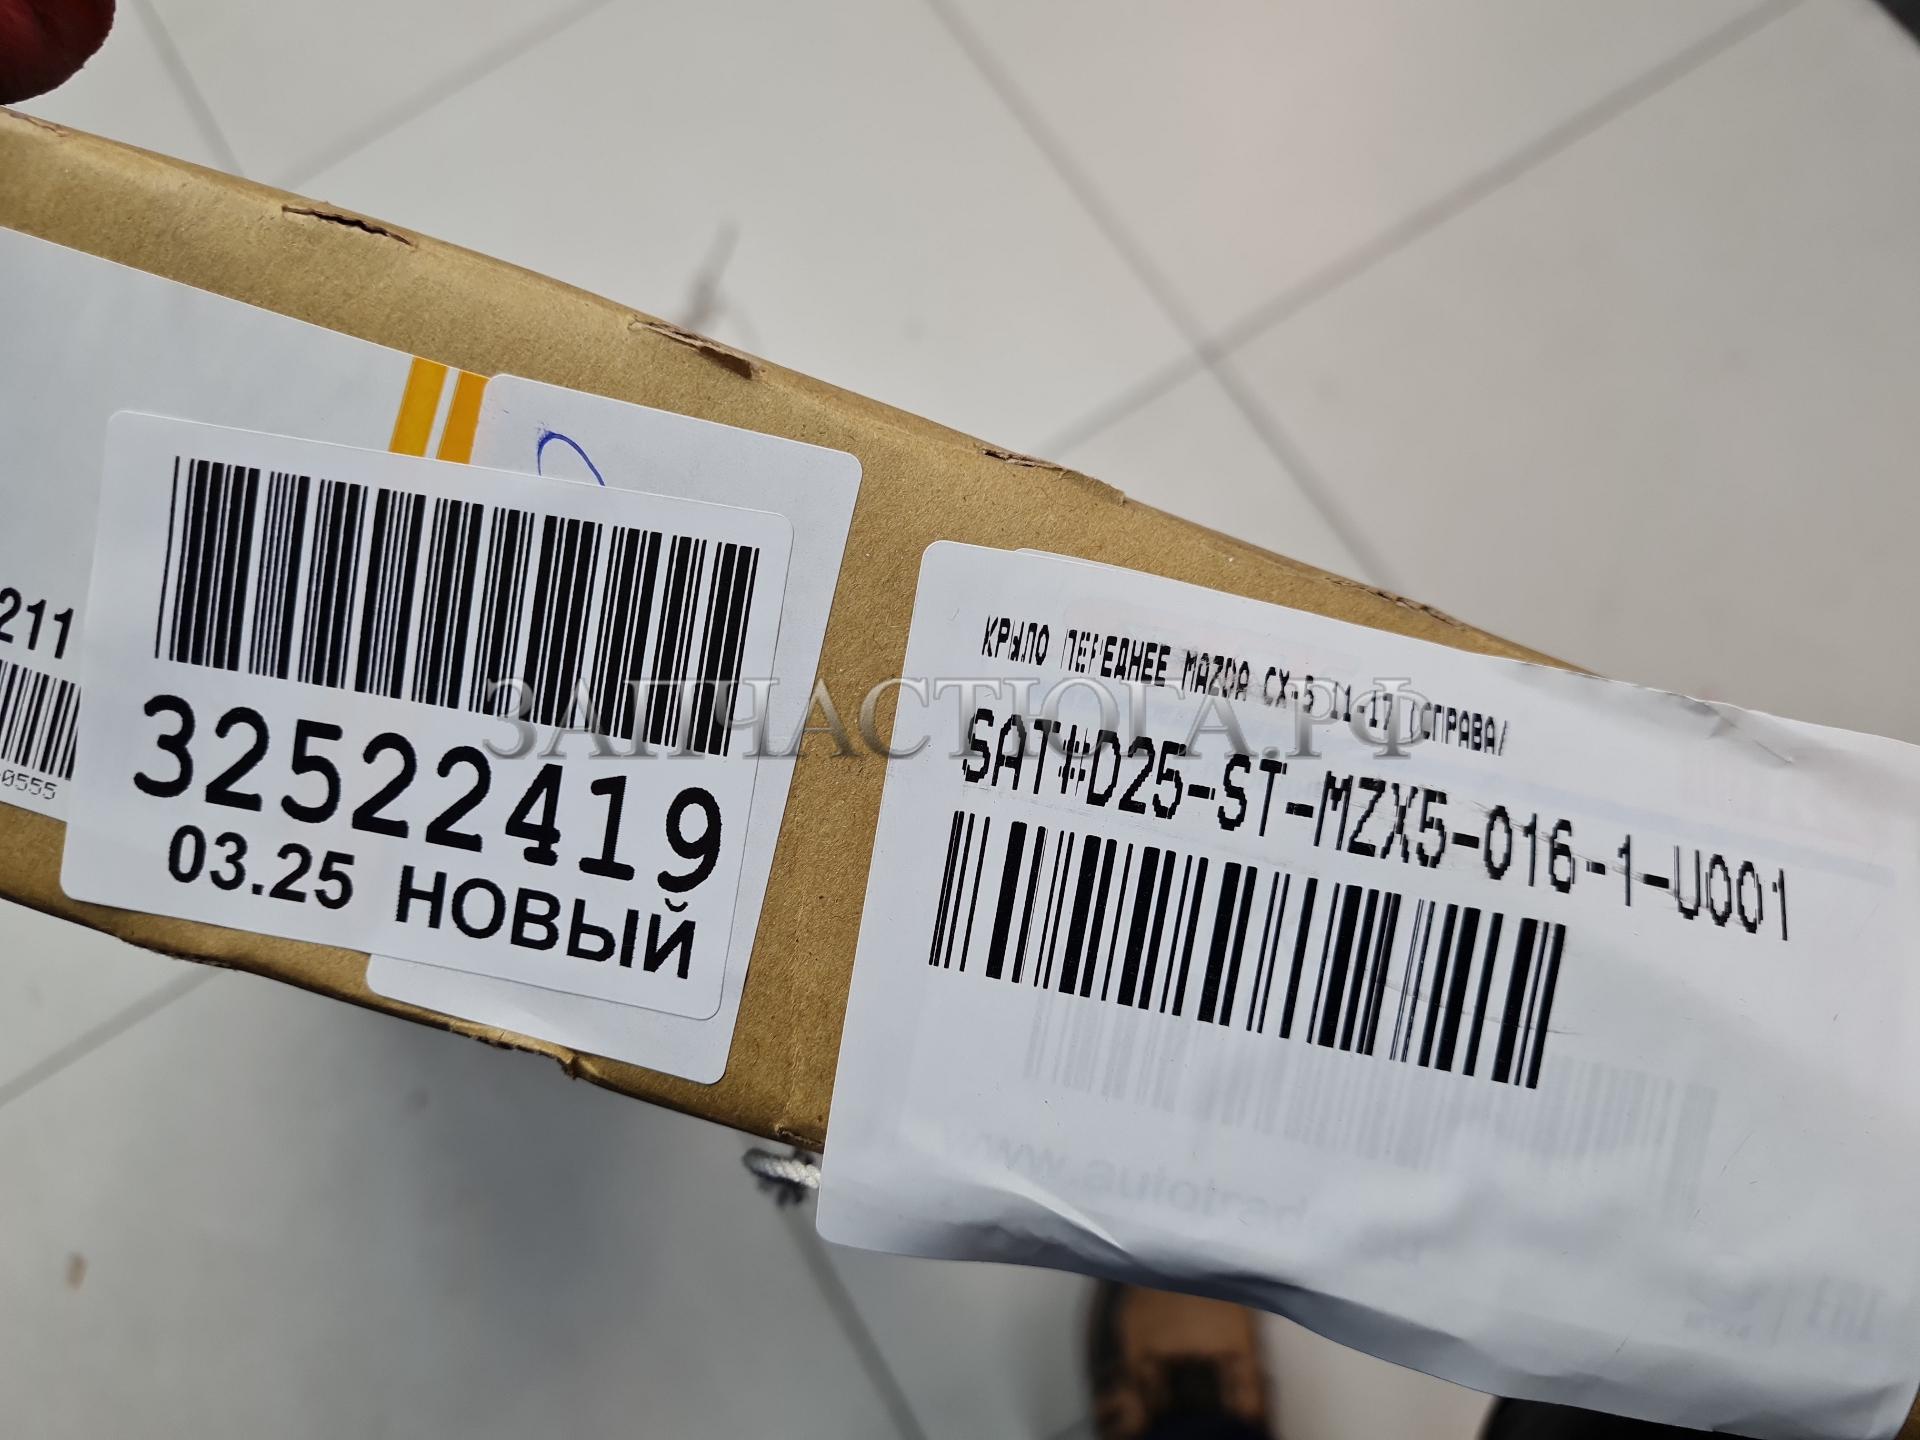 211
0555
32522419
03.25 НОВЫЙ
ЗАПЧАСТЮГА.РФ
КРЫЛО ПЕРЕДНЕЕ MAZDA CX-5 11-17 (СПРАВА/
SAT#D25-ST-MZX5-016-1-U001
www.autotrad